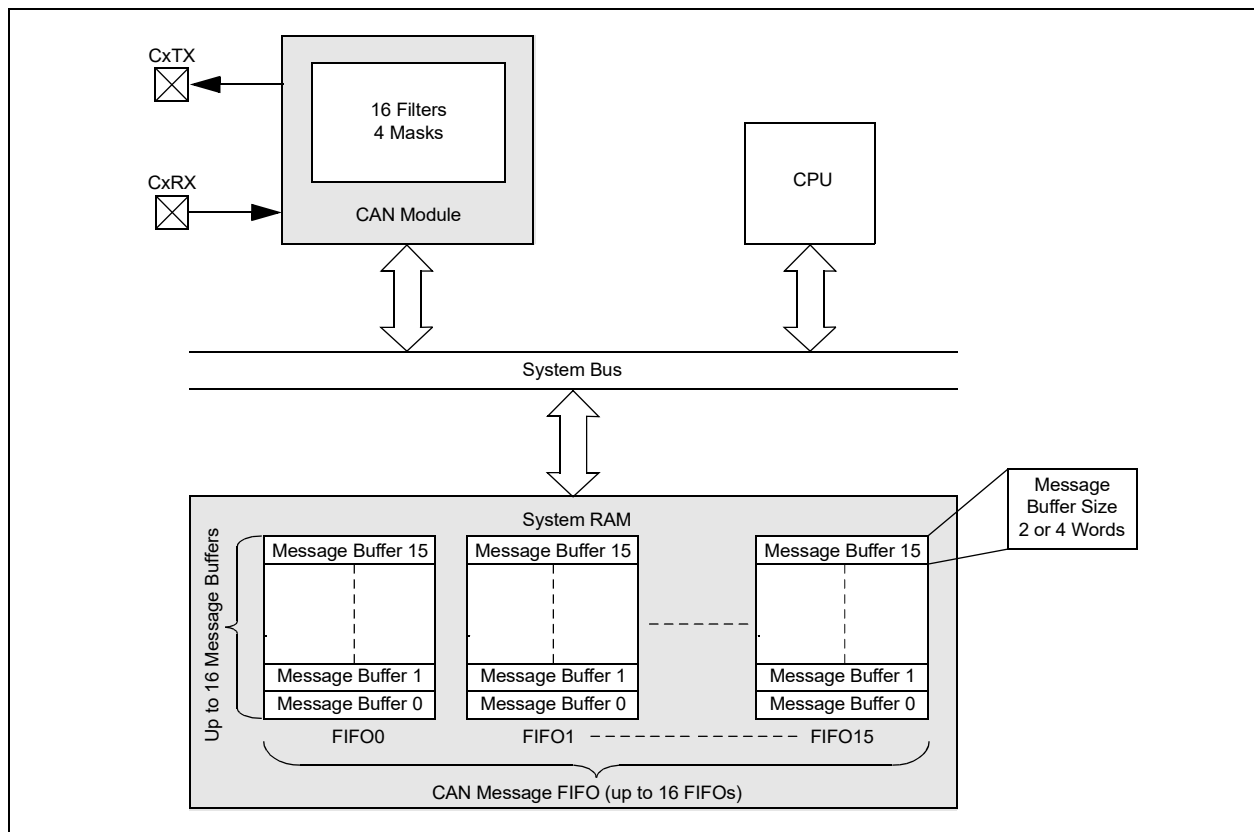 CxTX
16 Filters
4 Masks
CxRX
CAN Module
CPU
System Bus
System RAM
Message
Buffer Size
2 or 4 Words
Up to 16 Message Buffers
Message Buffer 15
Message Buffer 1
Message Buffer 0
FIFO0
Message Buffer 15
Message Buffer 1
Message Buffer 0
FIFO1
Message Buffer 15
Message Buffer 1
Message Buffer 0
FIFO15
CAN Message FIFO (up to 16 FIFOs)